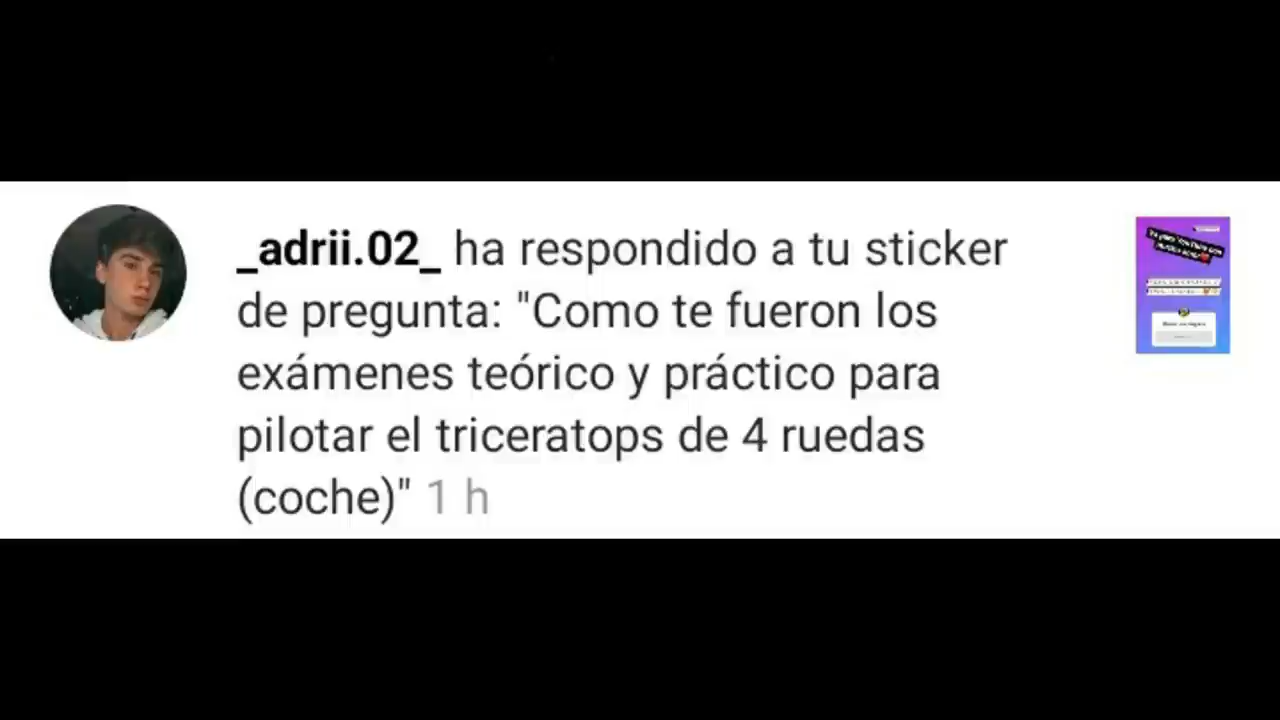 _adrii.02_ ha respondido a tu sticker
de pregunta: "Como te fueron los
exámenes teórico y práctico para
pilotar el triceratops de 4 ruedas
(coche)" 1 h